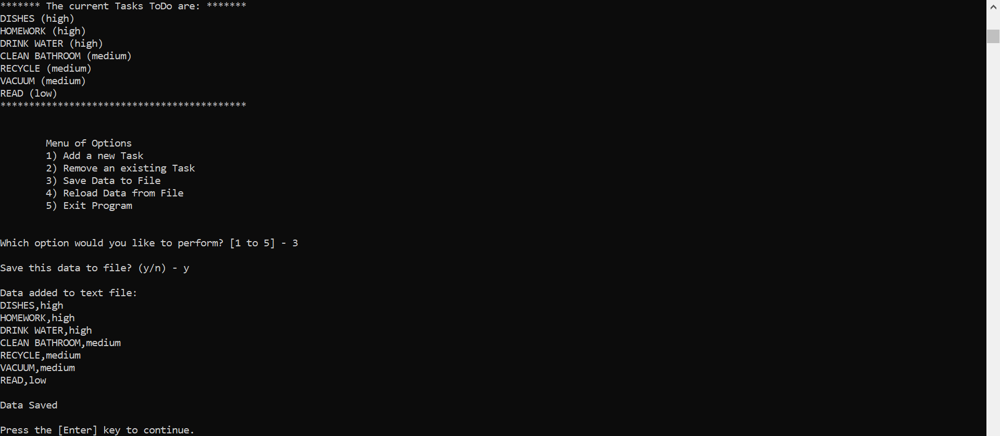 ******* The current Tasks ToDo are: *******
DISHES (high)
HOMEWORK (high)
DRINK WATER (high)
CLEAN BATHROOM (medium)
RECYCLE (medium)
VACUUM (medium)
READ (low)
*******************************************
Menu of Options
1) Add a new Task
2) Remove an existing Task
3) Save Data to File
4) Reload Data from File
5) Exit Program
Which option would you like to perform? [1 to 5] - 3
Save this data to file? (y/n) - y
Data added to text file:
DISHES,high
HOMEWORK,high
DRINK WATER,high
CLEAN BATHROOM,medium
RECYCLE,medium
VACUUM,medium
READ,low
Data Saved
Press the [Enter] key to continue.